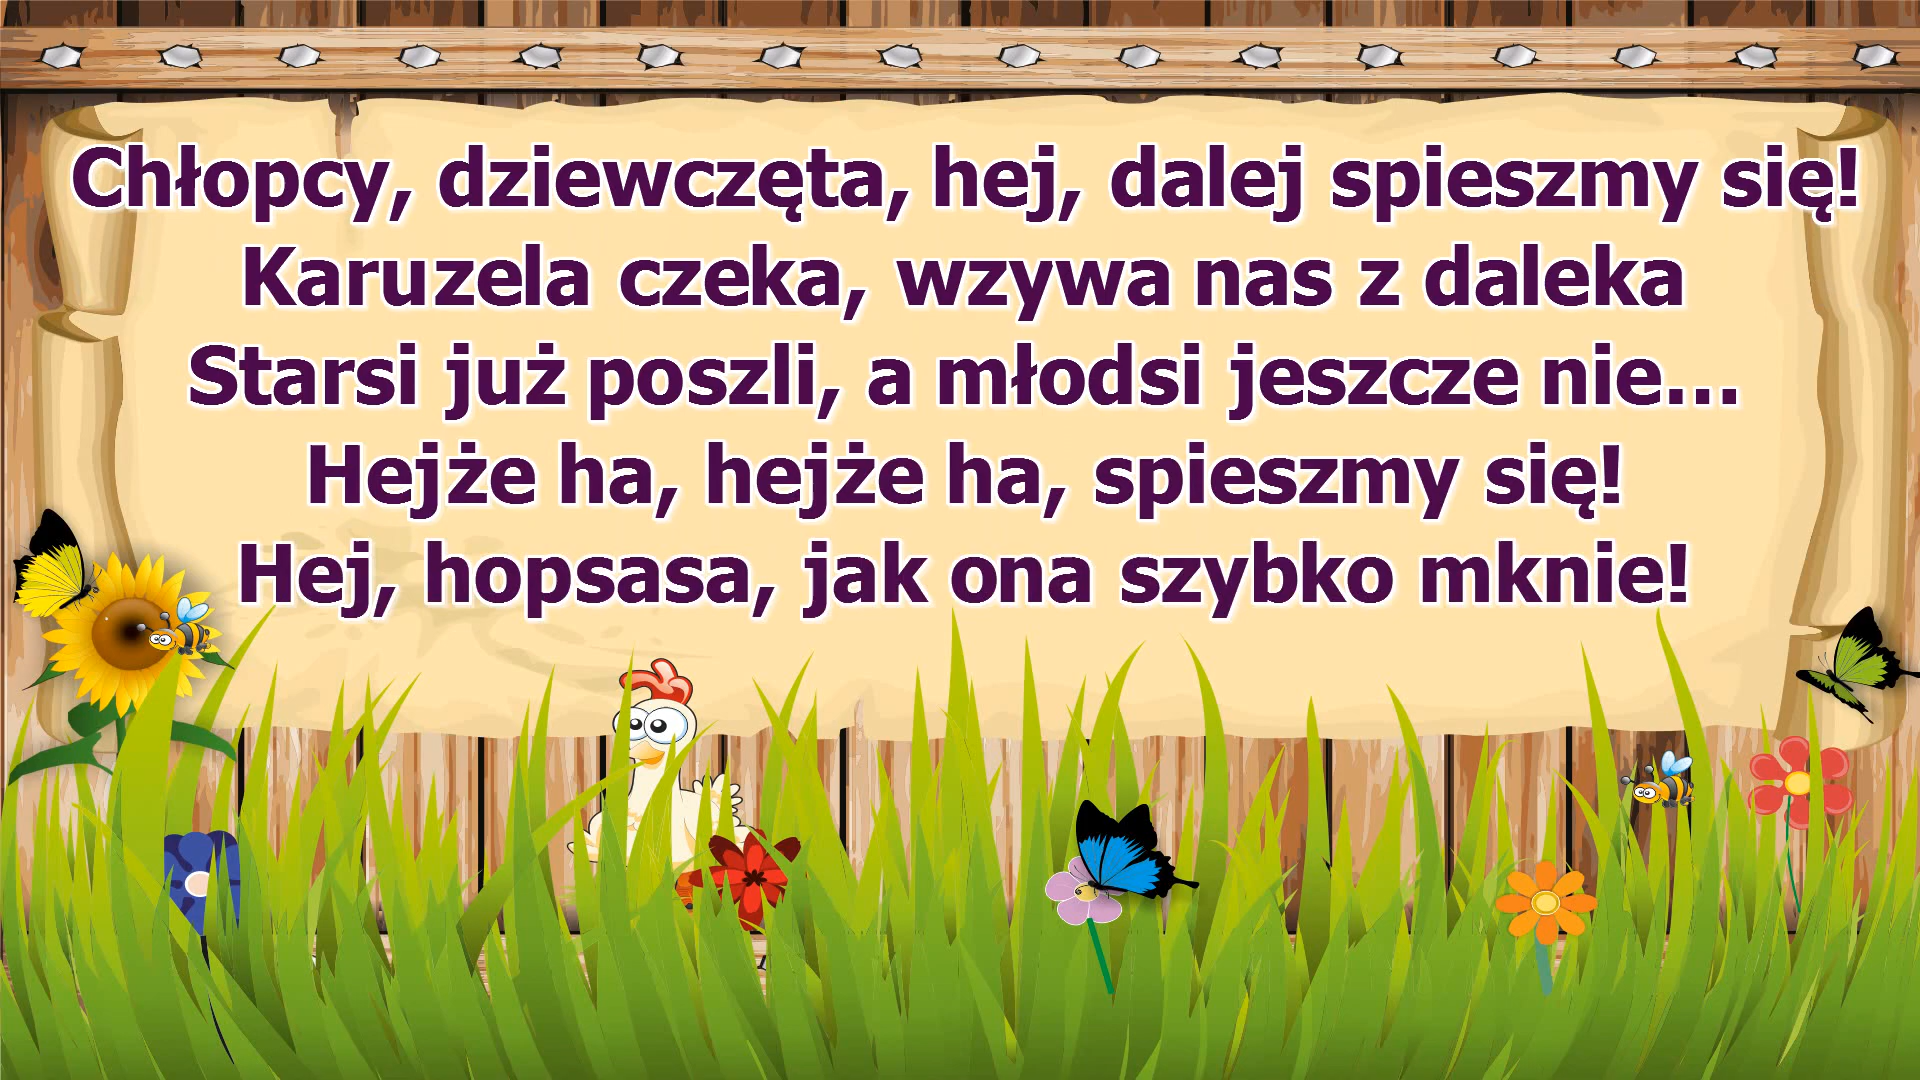 Chłopcy, dziewczęta, hej, dalej spieszmy się!
Karuzela czeka, wzywa nas z daleka
Starsi już poszli, a młodsi jeszcze nie...
Hejże ha, hejże ha, spieszmy się!
Hej, hopsasa, jak ona szybko mknie!